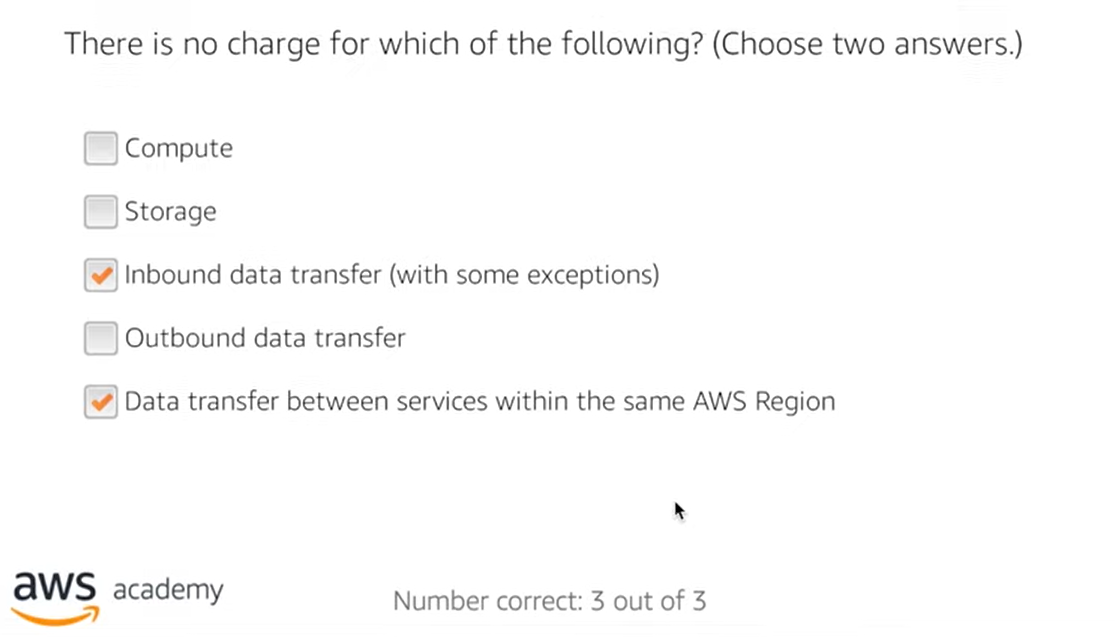 There is no charge for which of the following? (Choose two answers.)
Compute
Storage
Inbound data transfer (with some exceptions)
Outbound data transfer
Data transfer between services within the same AWS Region
aws academy
Number correct: 3 out of 3